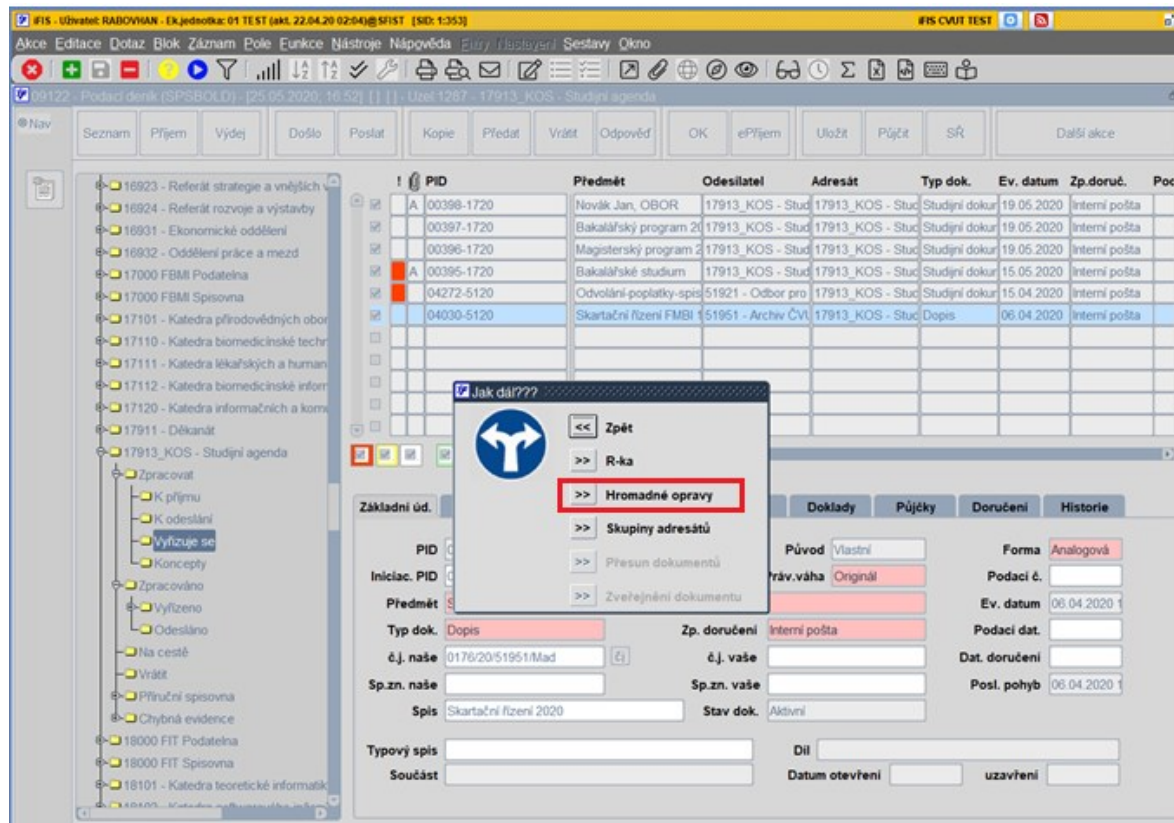 iFIS - Uživatel: RABOVHAN - Ek.jednotka: 01 TEST (akt. 22.04.20 02:04)@SFIST [SID: 1:353] iFIS CVUT TEST
Akce Editace Dotaz Blok Záznam Pole Funkce Nástroje Nápověda Entry Nastavení Sestavy Okno
09122 - Podací deník (SPSBOLD) - [25.05.2020; 16:52] [ ] [ ] - Uzel 1287 - 17913_KOS - Studijní agenda
Nav Seznam Příjem Výdej Došlo Poslat Kopie Předat Vrátit Odpověď OK ePříjem Uložit Půjčit SŘ Další akce
16923 - Referát strategie a vnějších
16924 - Referát rozvoje a výstavby
16931 - Ekonomické oddělení
16932 - Oddělení práce a mezd
17000 FBMI Podatelna
17000 FBMI Spisovna
17101 - Katedra přírodovědných obor
17110 - Katedra biomedicínské techn
17111 - Katedra lékařských a human
17112 - Katedra biomedicínské inform
17120 - Katedra informačních a komu
17911 - Děkanát
17913_KOS - Studijní agenda
Zpracovat
K příjmu
K odeslání
Vyřizuje se
Koncepty
Zpracováno
Vyřízeno
Odesláno
Na cestě
Vrátit
Příruční spisovna
Chybná evidence
18000 FIT Podatelna
18000 FIT Spisovna
18101 - Katedra teoretické informatik
! PID Předmět Odesilatel Adresát Typ dok. Ev. datum Zp.doruč. Poc
A 00398-1720 Novák Jan, OBOR 17913_KOS - Stud 17913_KOS - Stud Studijní dokur 19.05.2020 Interní pošta
00397-1720 Bakalářský program 20 17913_KOS - Stud 17913_KOS - Stud Studijní dokur 19.05.2020 Interní pošta
00396-1720 Magisterský program 2 17913_KOS - Stud 17913_KOS - Stud Studijní dokur 19.05.2020 Interní pošta
A 00395-1720 Bakalářské studium 17913_KOS - Stud 17913_KOS - Stud Studijní dokur 15.05.2020 Interní pošta
04272-5120 Odvolání-poplatky-spis 51921 - Odbor pro 17913_KOS - Stud Studijní dokur 15.04.2020 Interní pošta
04030-5120 Skartační řízení FMBI 1 51951 - Archiv ČVU 17913_KOS - Stud Dopis 06.04.2020 Interní pošta
Jak dál???
<< Zpět
>> R-ka
>> Hromadné opravy
>> Skupiny adresátů
>> Přesun dokumentů
>> Zveřejnění dokumentu
Základní úd. Doklady Půjčky Doručení Historie
PID Původ Vlastní Forma Analogová
Iniciac. PID Práv.váha Originál Podací č.
Předmět Ev. datum 06.04.2020 1
Typ dok. Dopis Zp. doručení Interní pošta Podací dat.
č.j. naše 0176/20/51951/Mad čj č.j. vaše Dat. doručení
Sp.zn. naše Sp.zn. vaše Posl. pohyb 06.04.2020 1
Spis Skartační řízení 2020 Stav dok. Aktivní
Typový spis Díl
Součást Datum otevření uzavření